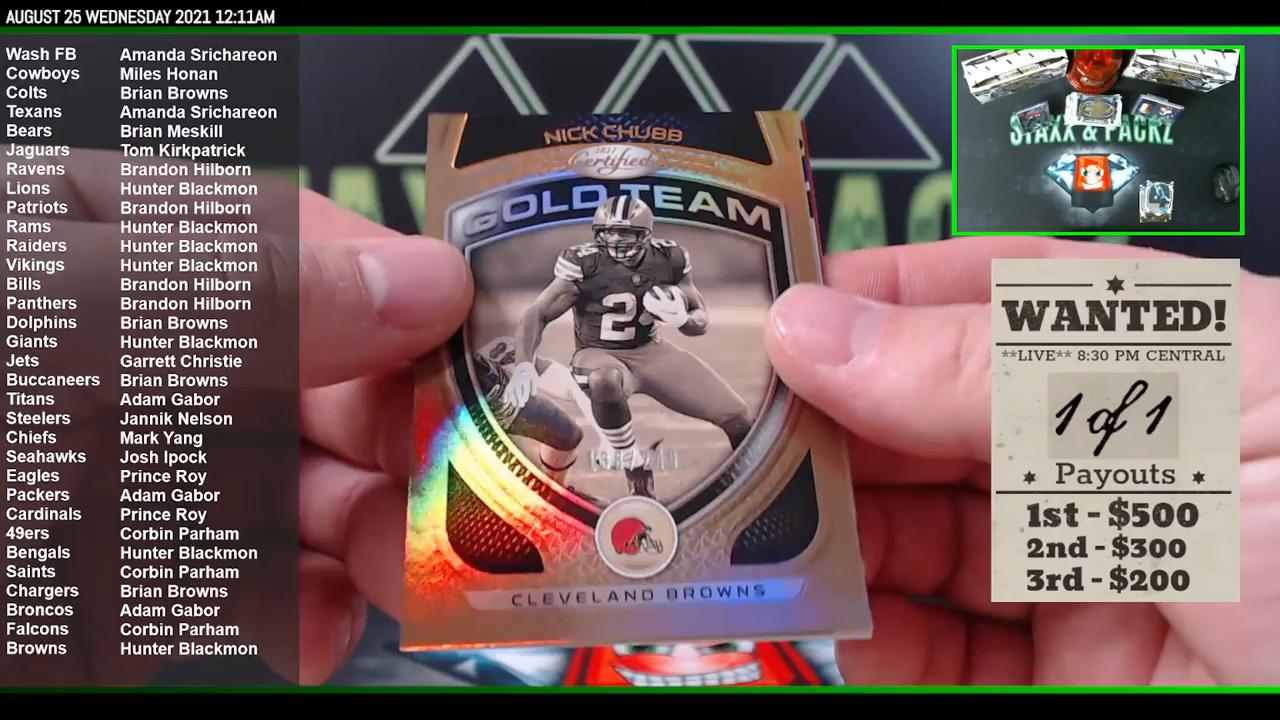 AUGUST 25 WEDNESDAY 2021 12:11AM
Wash FB Amanda Srichareon
Cowboys Miles Honan
Colts Brian Browns
Texans Amanda Srichareon
Bears Brian Meskill
Jaguars Tom Kirkpatrick
Ravens Brandon Hilborn
Lions Hunter Blackmon
Patriots Brandon Hilborn
Rams Hunter Blackmon
Raiders Hunter Blackmon
Vikings Hunter Blackmon
Bills Brandon Hilborn
Panthers Brandon Hilborn
Dolphins Brian Browns
Giants Hunter Blackmon
Jets Garrett Christie
Buccaneers Brian Browns
Titans Adam Gabor
Steelers Jannik Nelson
Chiefs Mark Yang
Seahawks Josh Ipock
Eagles Prince Roy
Packers Adam Gabor
Cardinals Prince Roy
49ers Corbin Parham
Bengals Hunter Blackmon
Saints Corbin Parham
Chargers Brian Browns
Broncos Adam Gabor
Falcons Corbin Parham
Browns Hunter Blackmon
NICK CHUBB
2021
Certified
GOLD TEAM
24
CLEVELAND BROWNS
STAXX & PACKZ
WANTED!
**LIVE** 8:30 PM CENTRAL
1 of 1
Payouts
1st - $500
2nd - $300
3rd - $200